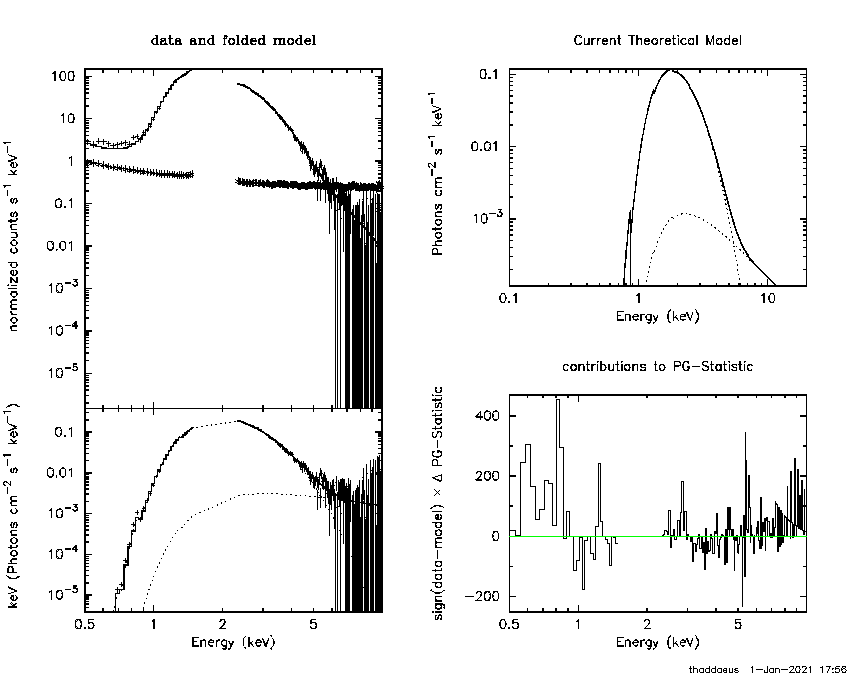 data and folded model
normalized counts s⁻¹ keV⁻¹
100
10
1
0.1
0.01
10⁻³
10⁻⁴
10⁻⁵
keV (Photons cm⁻² s⁻¹ keV⁻¹)
0.1
0.01
10⁻³
10⁻⁴
10⁻⁵
0.5 1 2 5
Energy (keV)
Current Theoretical Model
Photons cm⁻² s⁻¹ keV⁻¹
0.1
0.01
10⁻³
0.1 1 10
Energy (keV)
contributions to PG-Statistic
sign(data-model) × Δ PG-Statistic
400
200
0
-200
0.5 1 2 5
Energy (keV)
thaddaeus 1-Jan-2021 17:56